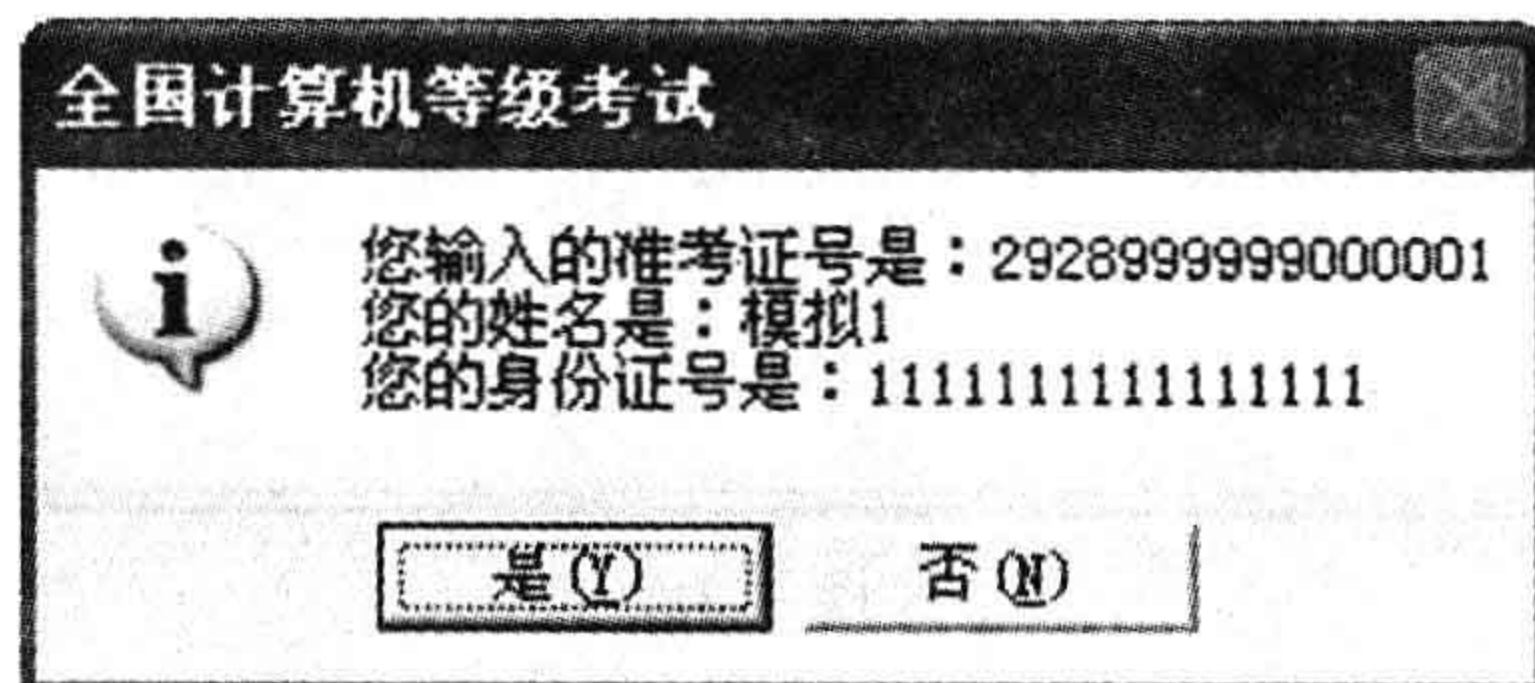 全国计算机等级考试
您输入的准考证号是：2928999999000001
您的姓名是：模拟1
您的身份证号是：1111111111111111
是(Y) 否(N)